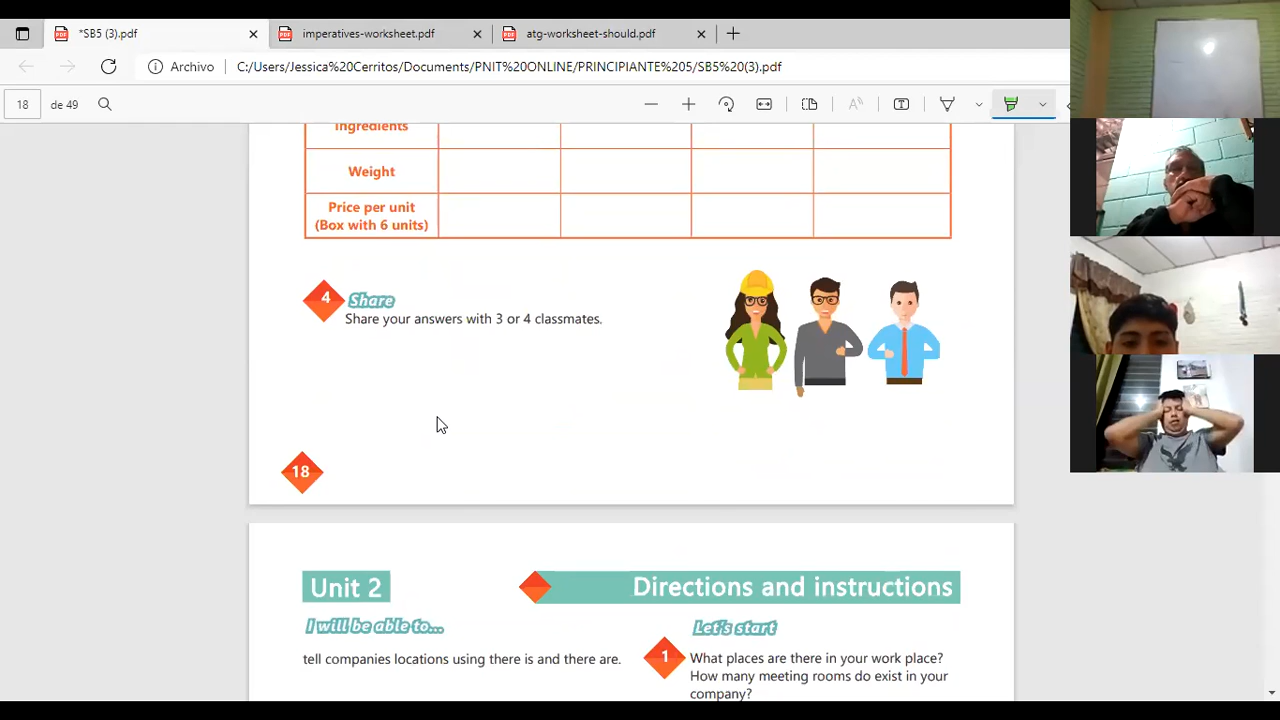 *SB5 (3).pdf
imperatives-worksheet.pdf
atg-worksheet-should.pdf
Archivo
C:/Users/Jessica%20Cerritos/Documents/PNIT%20ONLINE/PRINCIPIANTE%205/SB5%20(3).pdf
18 de 49
Ingredients
Weight
Price per unit
(Box with 6 units)
4 Share
Share your answers with 3 or 4 classmates.
18
Unit 2
Directions and instructions
I will be able to...
tell companies locations using there is and there are.
Let's start
1 What places are there in your work place?
How many meeting rooms do exist in your
company?